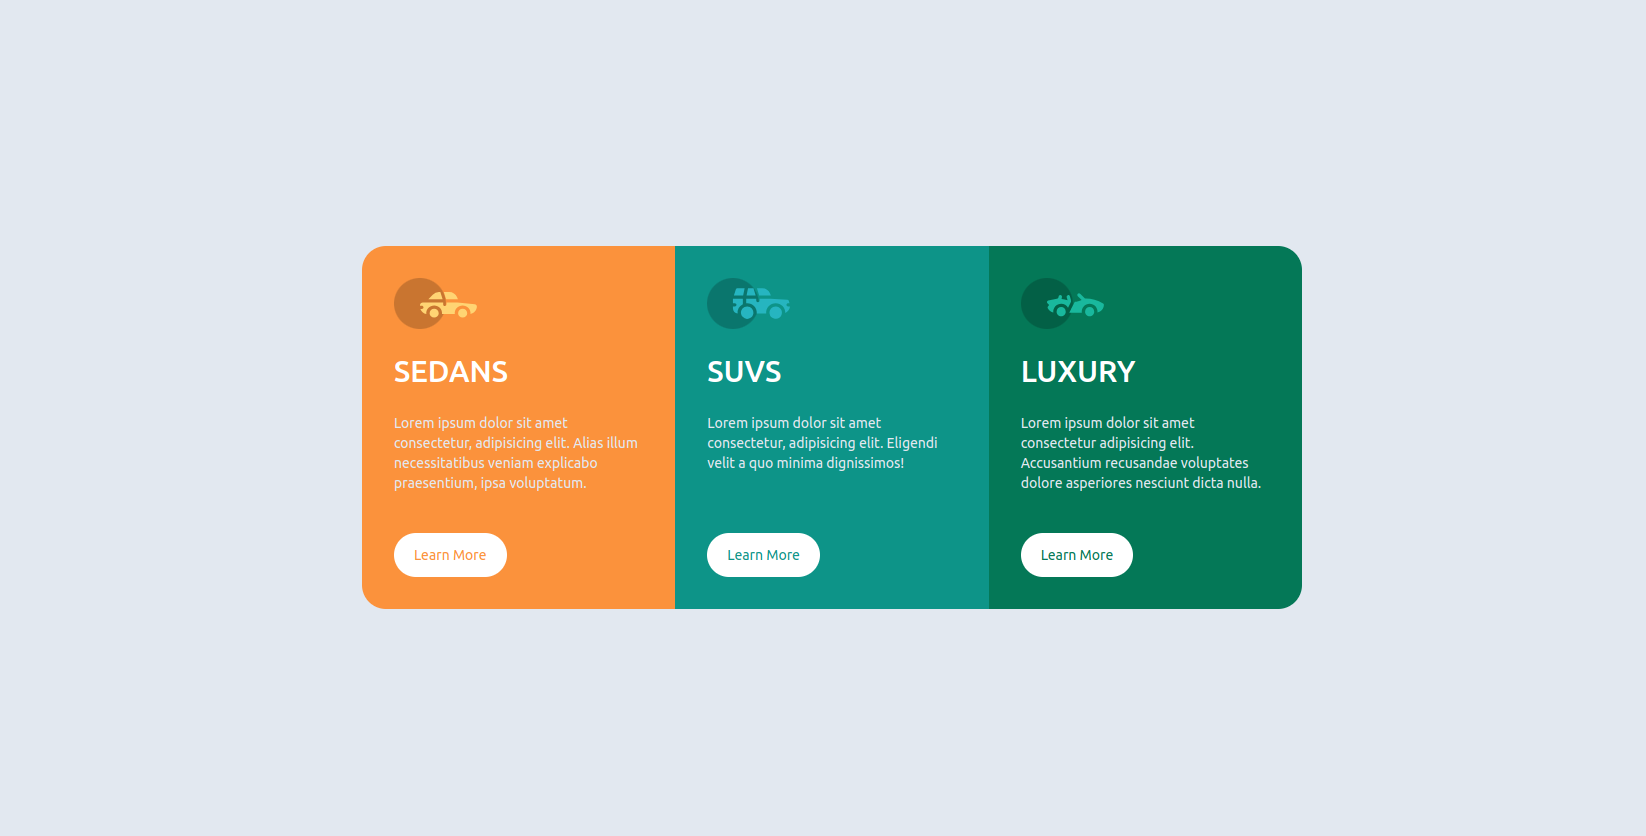 SEDANS
Lorem ipsum dolor sit amet
consectetur, adipisicing elit. Alias illum
necessitatibus veniam explicabo
praesentium, ipsa voluptatum.
Learn More
SUVS
Lorem ipsum dolor sit amet
consectetur, adipisicing elit. Eligendi
velit a quo minima dignissimos!
Learn More
LUXURY
Lorem ipsum dolor sit amet
consectetur adipisicing elit.
Accusantium recusandae voluptates
dolore asperiores nesciunt dicta nulla.
Learn More